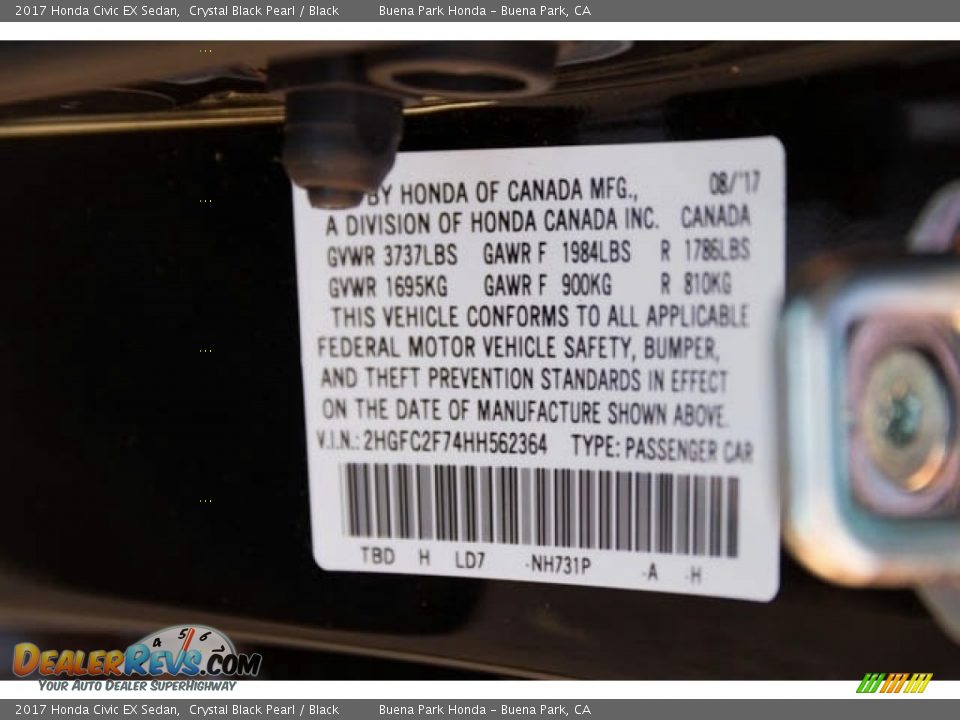 2017 Honda Civic EX Sedan, Crystal Black Pearl / Black Buena Park Honda - Buena Park, CA
08/'17
BY HONDA OF CANADA MFG.,
A DIVISION OF HONDA CANADA INC. CANADA
GVWR 3737LBS GAWR F 1984LBS R 1786LBS
GVWR 1695KG GAWR F 900KG R 810KG
THIS VEHICLE CONFORMS TO ALL APPLICABLE
FEDERAL MOTOR VEHICLE SAFETY, BUMPER,
AND THEFT PREVENTION STANDARDS IN EFFECT
ON THE DATE OF MANUFACTURE SHOWN ABOVE.
V.I.N.: 2HGFC2F74HH562364 TYPE: PASSENGER CAR
TBD H LD7 -NH731P -A -H
4 5 6
DEALERREVS.COM
YOUR AUTO DEALER SUPERHIGHWAY
2017 Honda Civic EX Sedan, Crystal Black Pearl / Black Buena Park Honda - Buena Park, CA